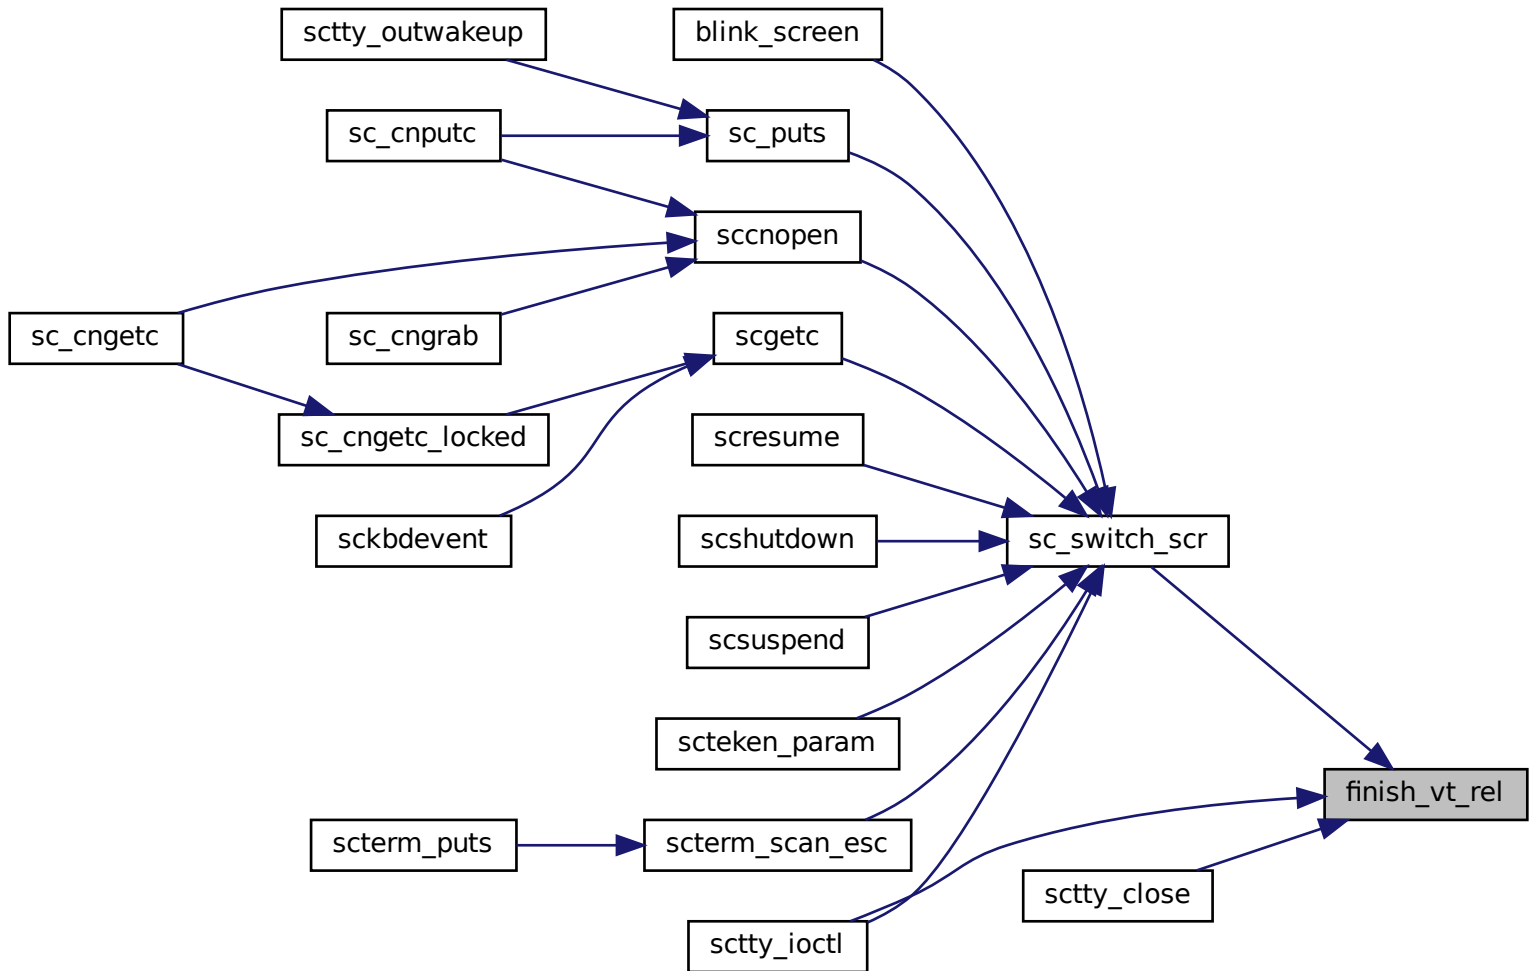 sctty_outwakeup
blink_screen
sc_cnputc
sc_puts
sccnopen
sc_cngetc
sc_cngrab
scgetc
sc_cngetc_locked
scresume
sckbdevent
scshutdown
sc_switch_scr
scsuspend
scteken_param
finish_vt_rel
scterm_puts
scterm_scan_esc
sctty_close
sctty_ioctl